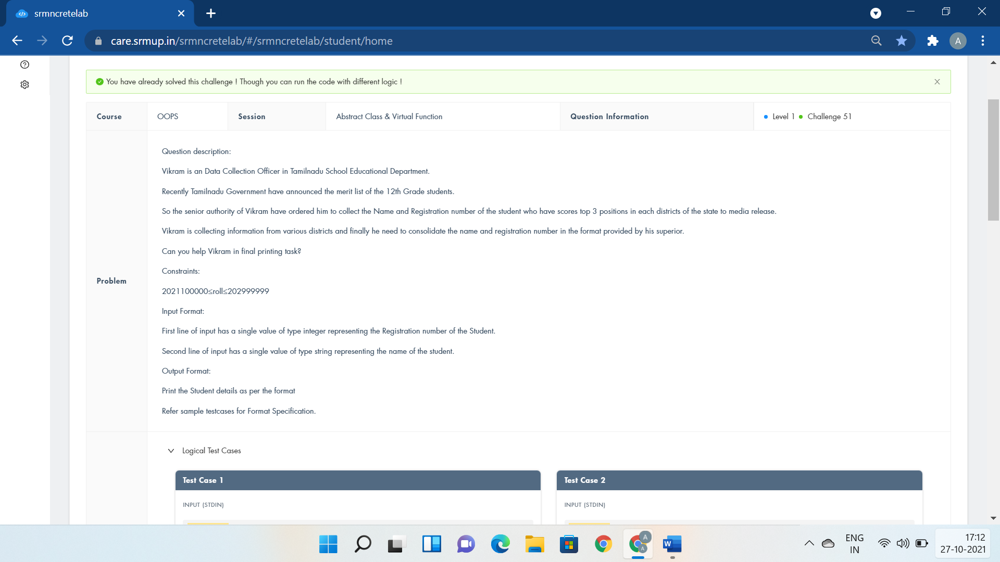 srmncretelab
care.srmup.in/srmncretelab/#/srmncretelab/student/home
A
You have already solved this challenge ! Though you can run the code with different logic !
Course OOPS Session Abstract Class & Virtual Function Question Information Level 1 Challenge 51
Question description:
Vikram is an Data Collection Officer in Tamilnadu School Educational Department.
Recently Tamilnadu Government have announced the merit list of the 12th Grade students.
So the senior authority of Vikram have ordered him to collect the Name and Registration number of the student who have scores top 3 positions in each districts of the state to media release.
Vikram is collecting information from various districts and finally he need to consolidate the name and registration number in the format provided by his superior.
Can you help Vikram in final printing task?
Constraints:
Problem
2021100000≤roll≤202999999
Input Format:
First line of input has a single value of type integer representing the Registration number of the Student.
Second line of input has a single value of type string representing the name of the student.
Output Format:
Print the Student details as per the format
Refer sample testcases for Format Specification.
Logical Test Cases
Test Case 1 Test Case 2
INPUT (STDIN) INPUT (STDIN)
A
A
W
ENG
IN
17:12
27-10-2021